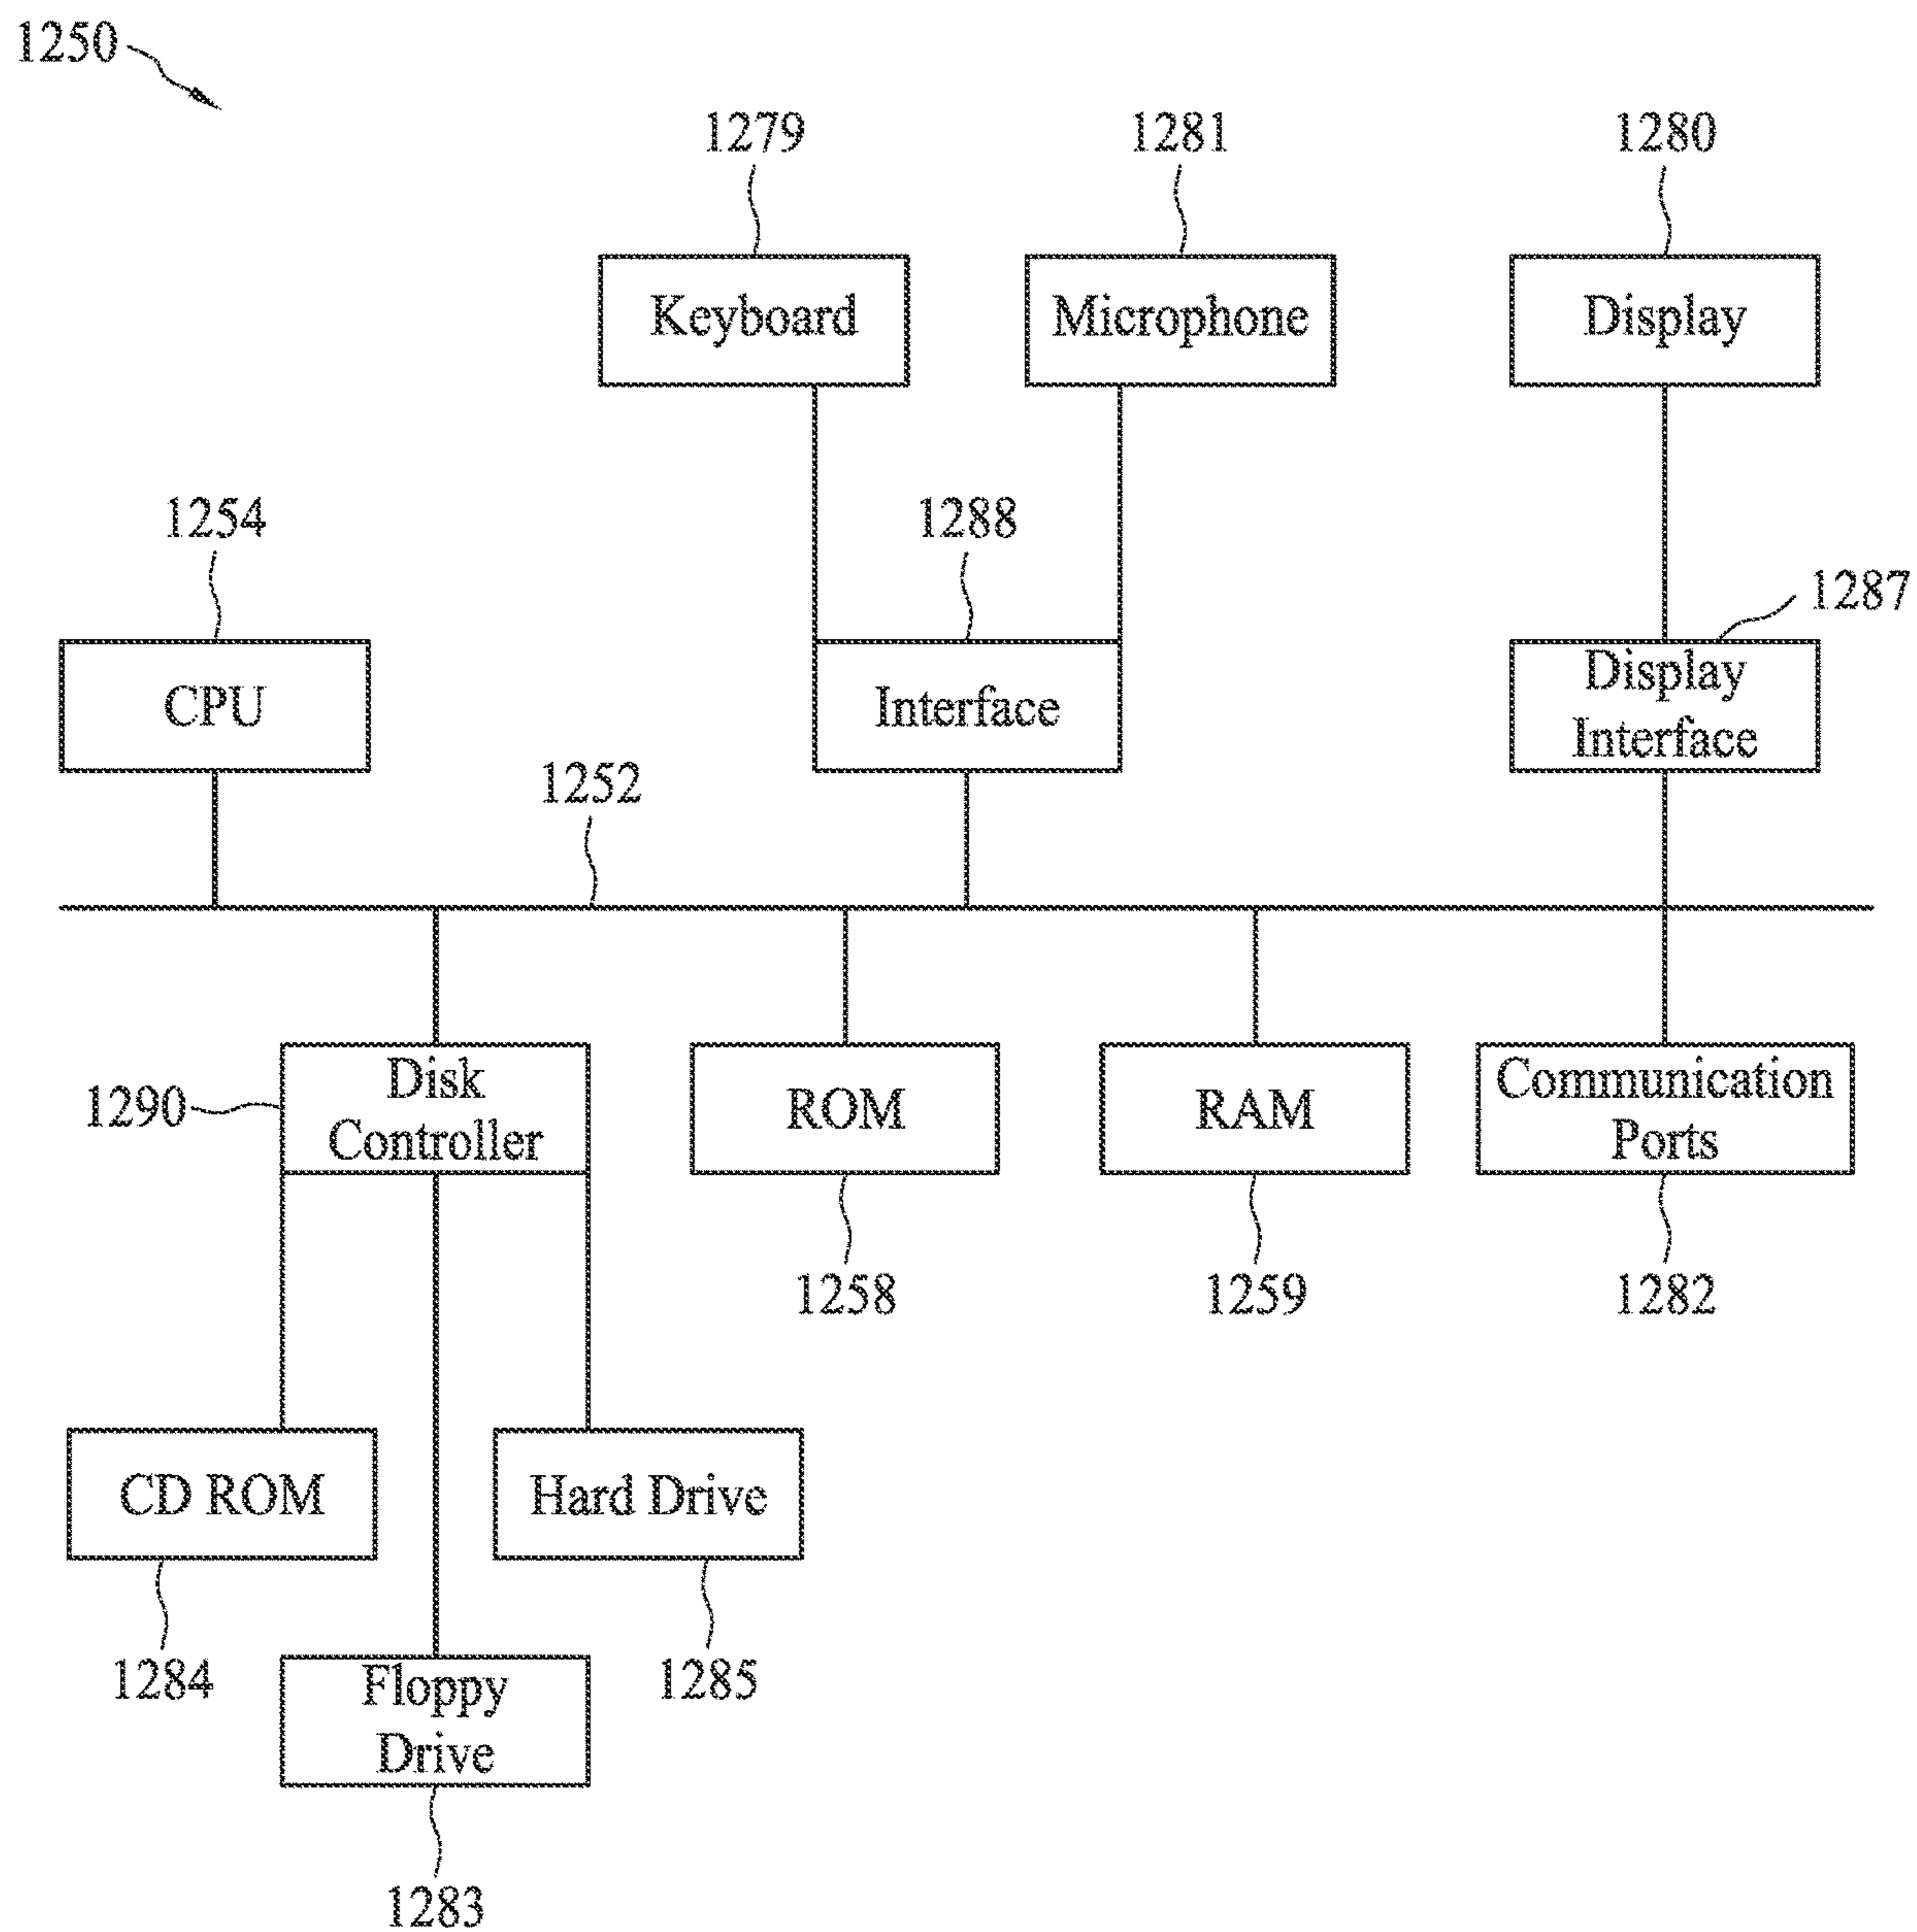 1250
1279
1281
1280
Keyboard
Microphone
Display
1254
1288
1287
CPU
Interface
Display
Interface
1252
Disk
Controller
1290
ROM
RAM
Communication
Ports
1258
1259
1282
CD ROM
Hard Drive
1284
1285
Floppy
Drive
1283